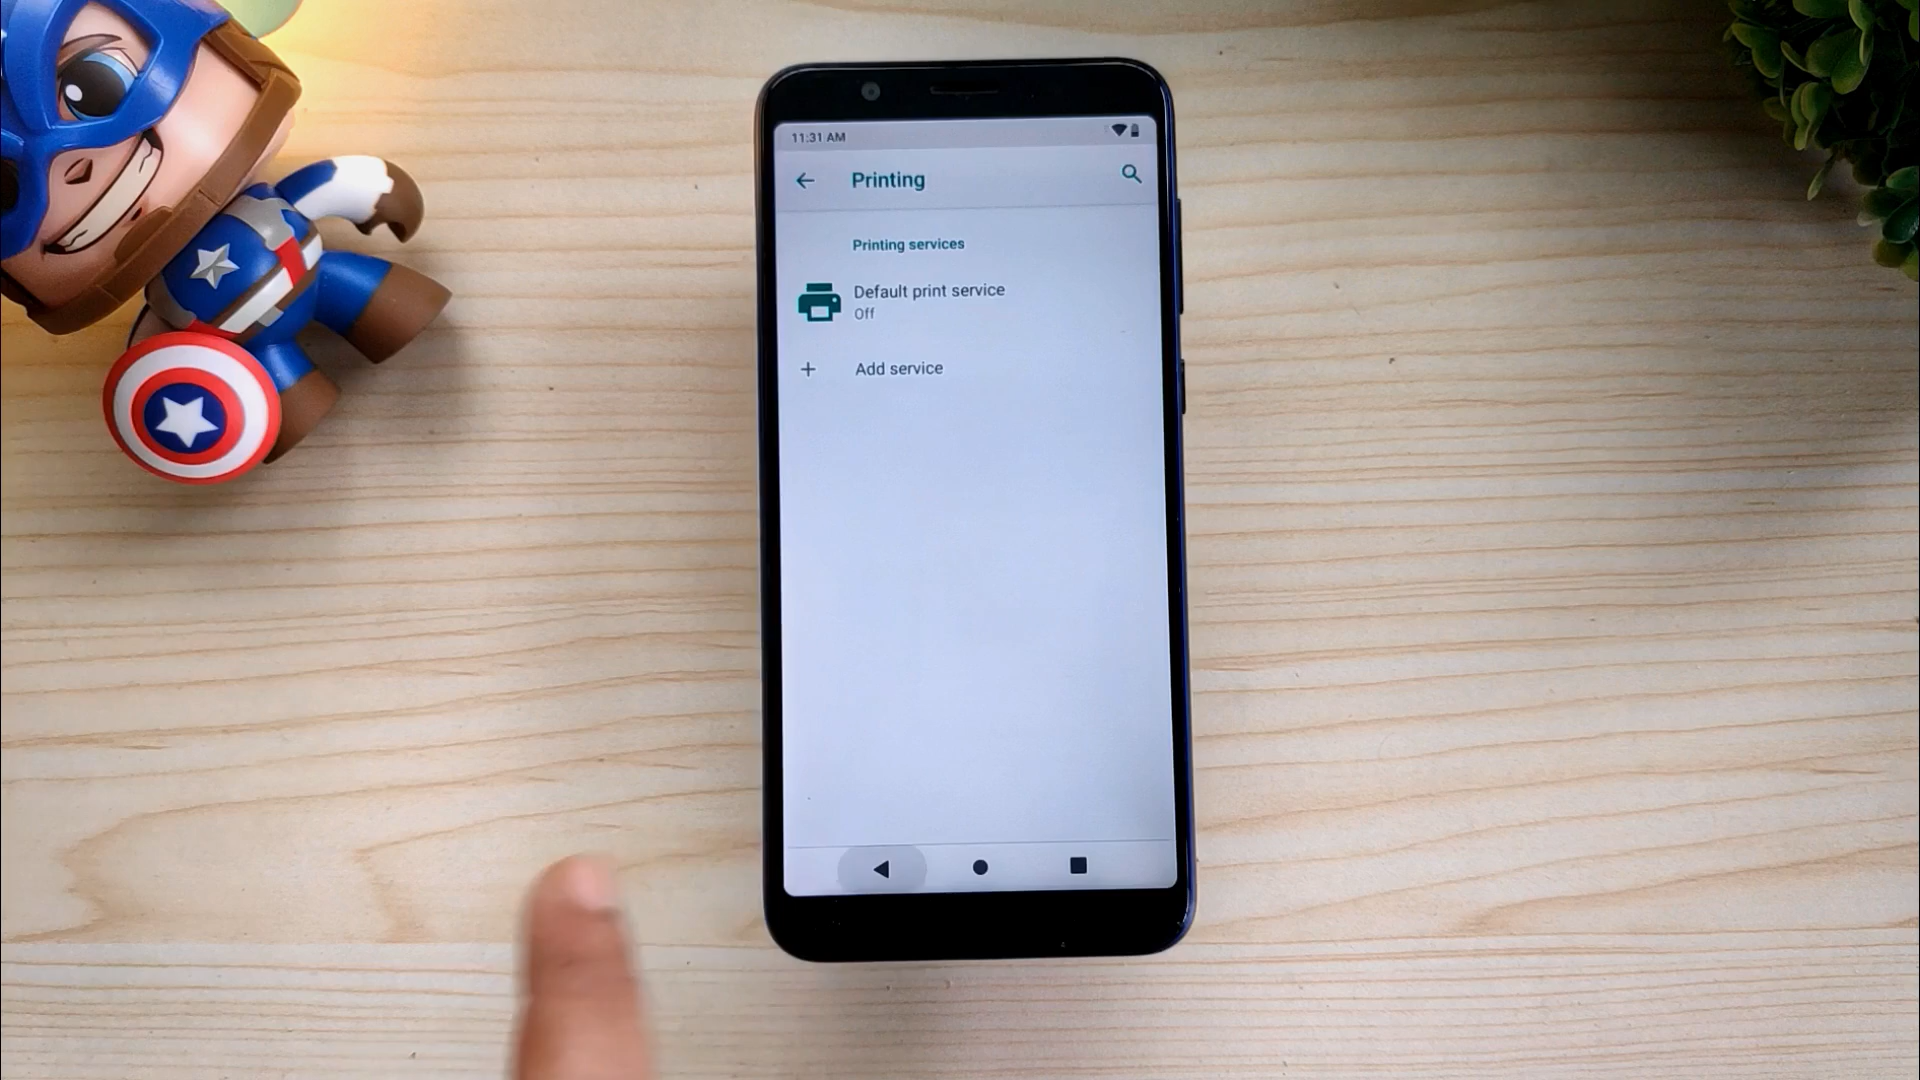 11:31 AM
Printing
Printing services
Default print service
Off
Add service